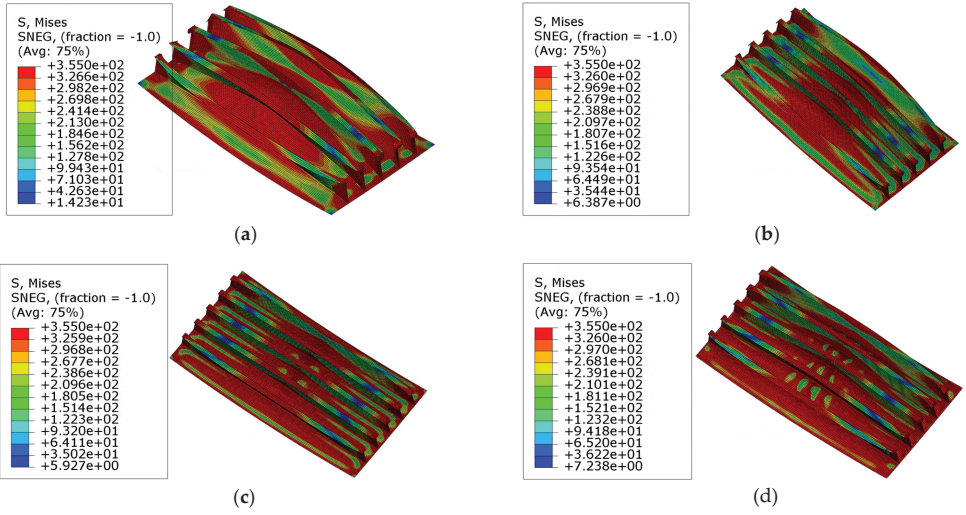 S, Mises
SNEG, (fraction = -1.0)
(Avg: 75%)
+3.550e+02
+3.266e+02
+2.982e+02
+2.698e+02
+2.414e+02
+2.130e+02
+1.846e+02
+1.562e+02
+1.278e+02
+9.943e+01
+7.103e+01
+4.263e+01
+1.423e+01
(a)
S, Mises
SNEG, (fraction = -1.0)
(Avg: 75%)
+3.550e+02
+3.260e+02
+2.969e+02
+2.679e+02
+2.388e+02
+2.097e+02
+1.807e+02
+1.516e+02
+1.226e+02
+9.354e+01
+6.449e+01
+3.544e+01
+6.387e+00
(b)
S, Mises
SNEG, (fraction = -1.0)
(Avg: 75%)
+3.550e+02
+3.259e+02
+2.968e+02
+2.677e+02
+2.386e+02
+2.096e+02
+1.805e+02
+1.514e+02
+1.223e+02
+9.320e+01
+6.411e+01
+3.502e+01
+5.927e+00
(c)
S, Mises
SNEG, (fraction = -1.0)
(Avg: 75%)
+3.550e+02
+3.260e+02
+2.970e+02
+2.681e+02
+2.391e+02
+2.101e+02
+1.811e+02
+1.521e+02
+1.232e+02
+9.418e+01
+6.520e+01
+3.622e+01
+7.238e+00
(d)